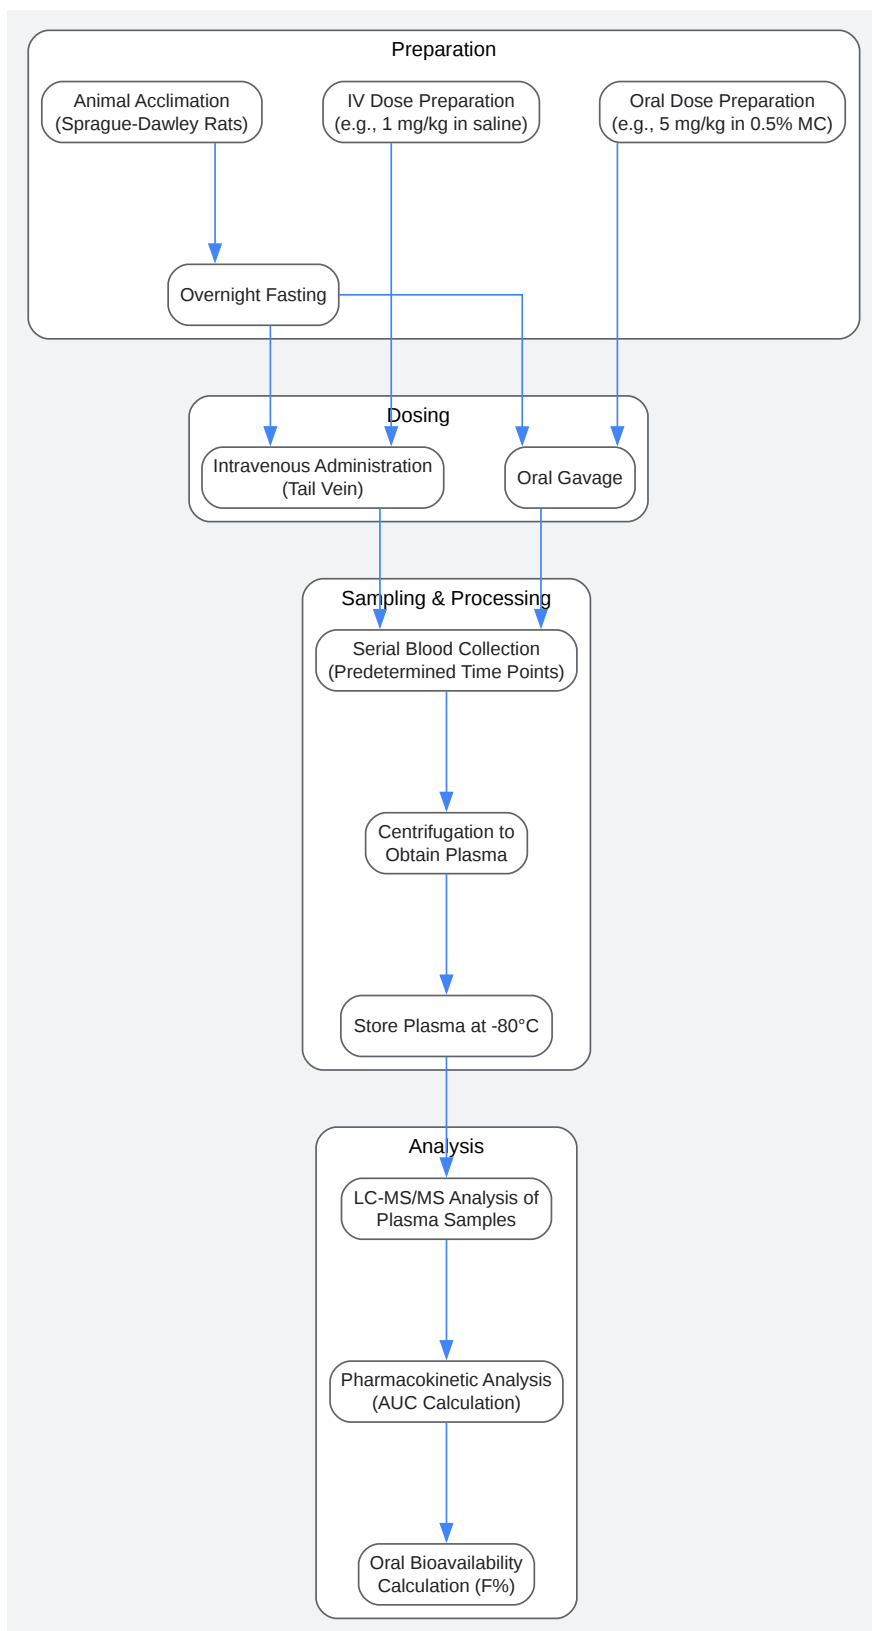 Preparation
Animal Acclimation
(Sprague-Dawley Rats)
IV Dose Preparation
(e.g., 1 mg/kg in saline)
Oral Dose Preparation
(e.g., 5 mg/kg in 0.5% MC)
Overnight Fasting
Dosing
Intravenous Administration
(Tail Vein)
Oral Gavage
Sampling & Processing
Serial Blood Collection
(Predetermined Time Points)
Centrifugation to
Obtain Plasma
Store Plasma at -80°C
Analysis
LC-MS/MS Analysis of
Plasma Samples
Pharmacokinetic Analysis
(AUC Calculation)
Oral Bioavailability
Calculation (F%)